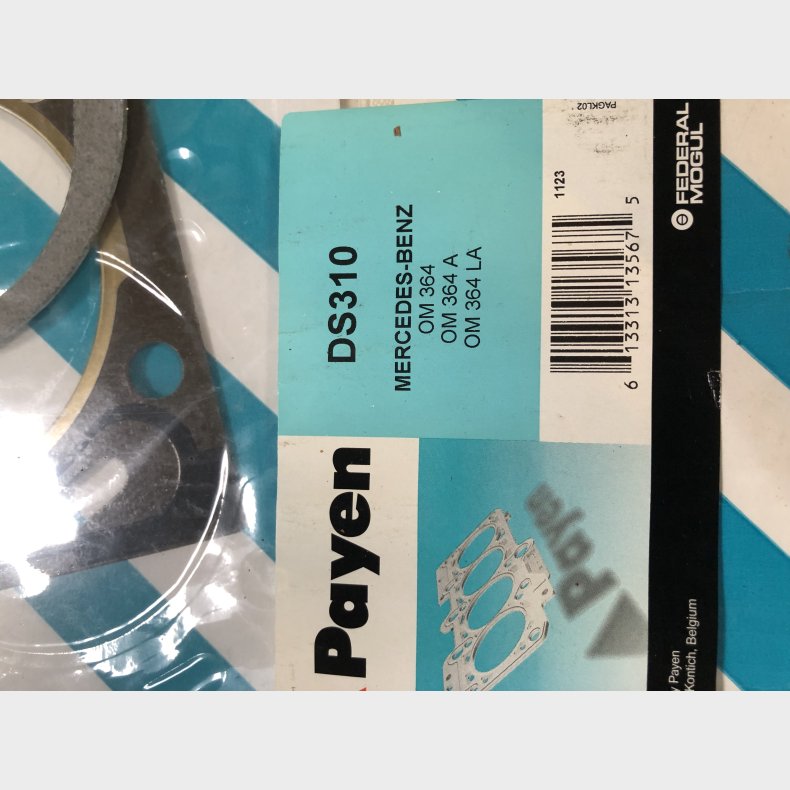 DS310
MERCEDES-BENZ
OM 364
OM 364 A
OM 364 LA
1123
PAGKL02
6 13313 13567 5
FEDERAL
MOGUL
Payen
Payen
y Payen
Kontich, Belgium